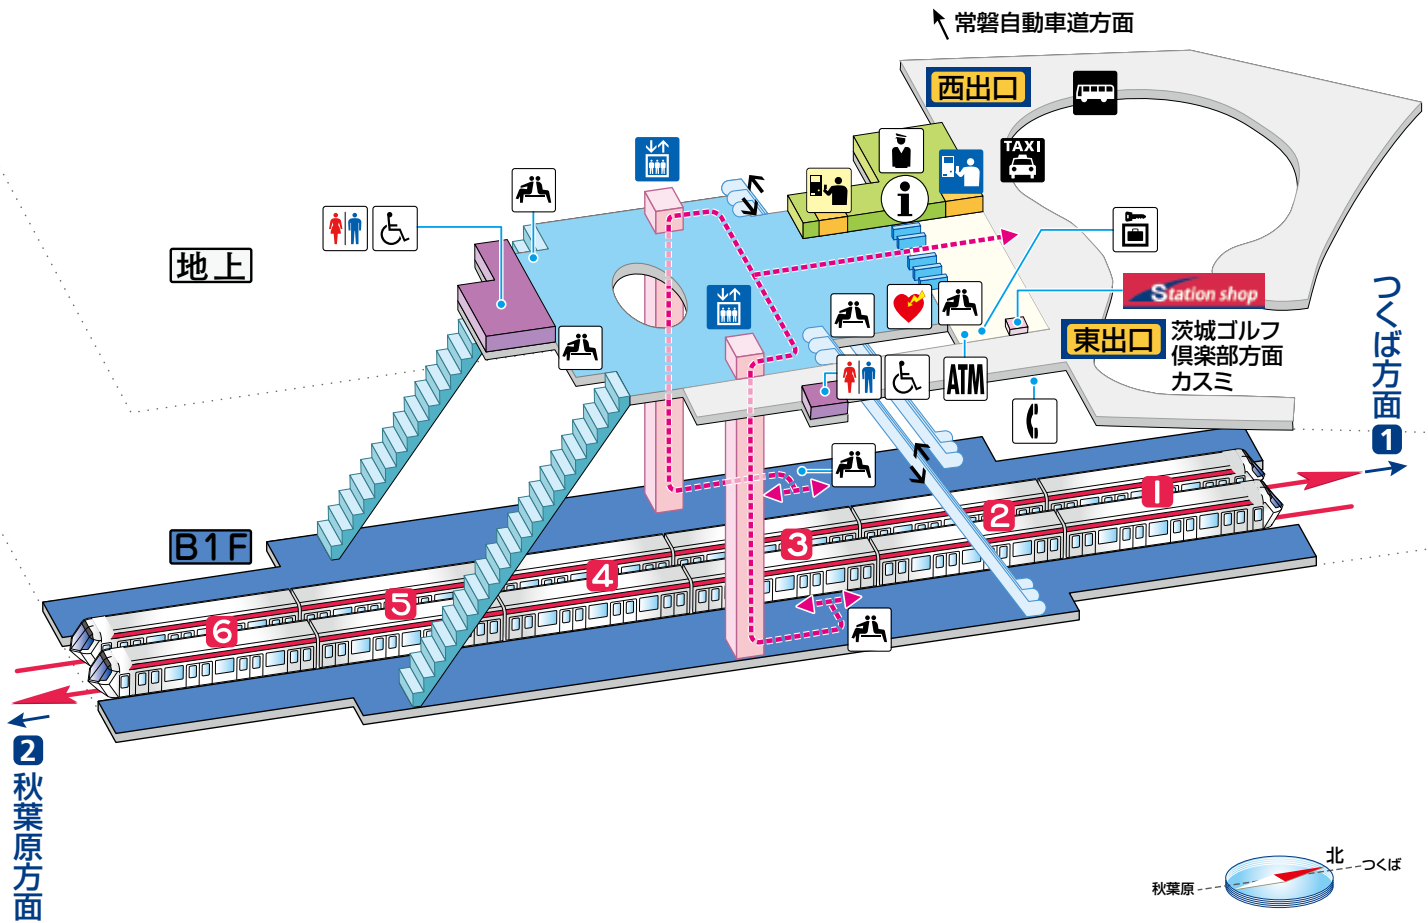 常磐自動車道方面
西出口
TAXI
地上
Station shop
東出口
茨城ゴルフ
倶楽部方面
カスミ
ATM
つくば方面
1
B1F
1
2
3
4
5
6
2
秋葉原方面
北
つくば
秋葉原